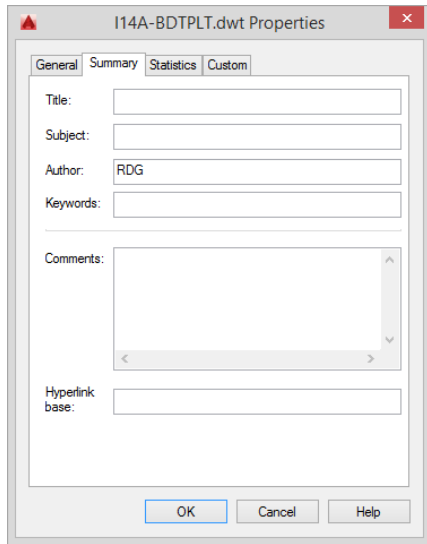 I14A-BDTPLT.dwt Properties
General Summary Statistics Custom
Title:
Subject:
Author: RDG
Keywords:
Comments:
Hyperlink
base:
OK Cancel Help